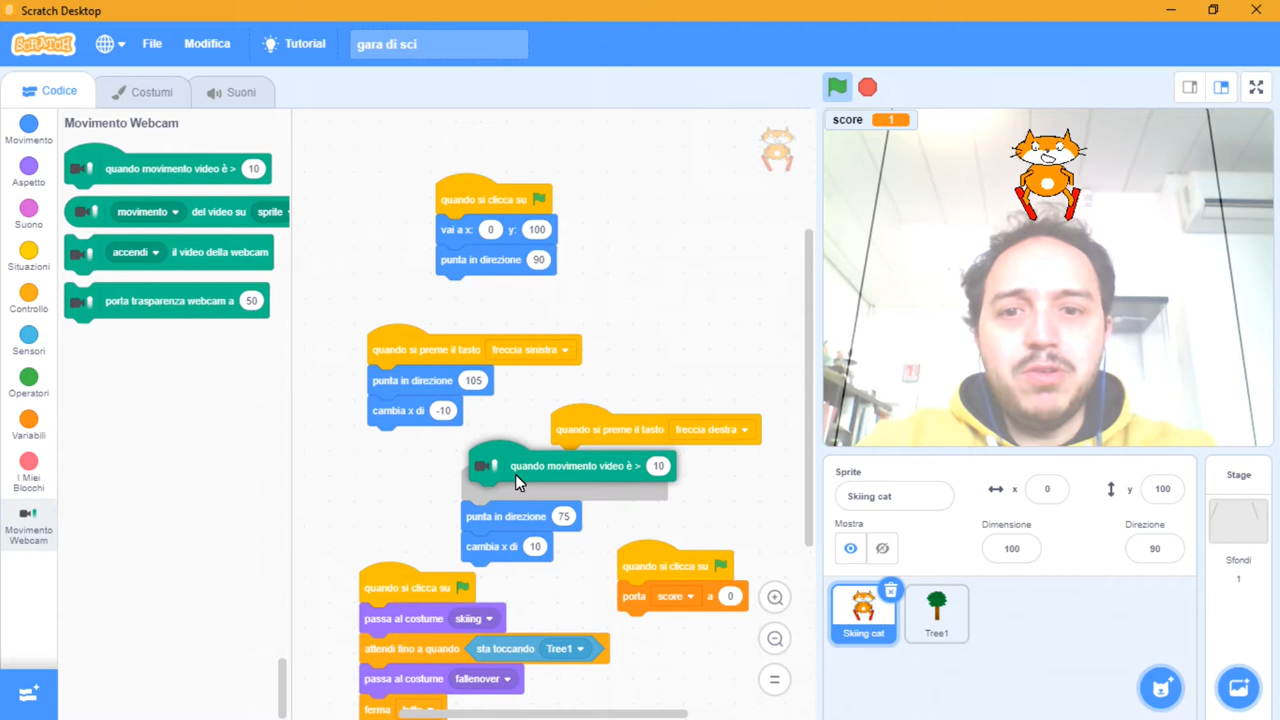 Scratch Desktop
SCRATCH
File
Modifica
Tutorial
gara di sci
Codice
Costumi
Suoni
Movimento
Aspetto
Suono
Situazioni
Controllo
Sensori
Operatori
Variabili
I Miei
Blocchi
Movimento
Webcam
Movimento Webcam
quando movimento video è > 10
movimento del video su sprite
accendi il video della webcam
porta trasparenza webcam a 50
quando si clicca su
vai a x: 0 y: 100
punta in direzione 90
quando si preme il tasto freccia sinistra
punta in direzione 105
cambia x di -10
quando si preme il tasto freccia destra
quando movimento video è > 10
punta in direzione 75
cambia x di 10
quando si clicca su
porta score a 0
quando si clicca su
passa al costume skiing
attendi fino a quando sta toccando Tree1
passa al costume fallenover
ferma
score 1
Sprite
Skiing cat
x 0
y 100
Mostra
Dimensione
100
Direzione
90
Skiing cat
Tree1
Stage
Sfondi
1